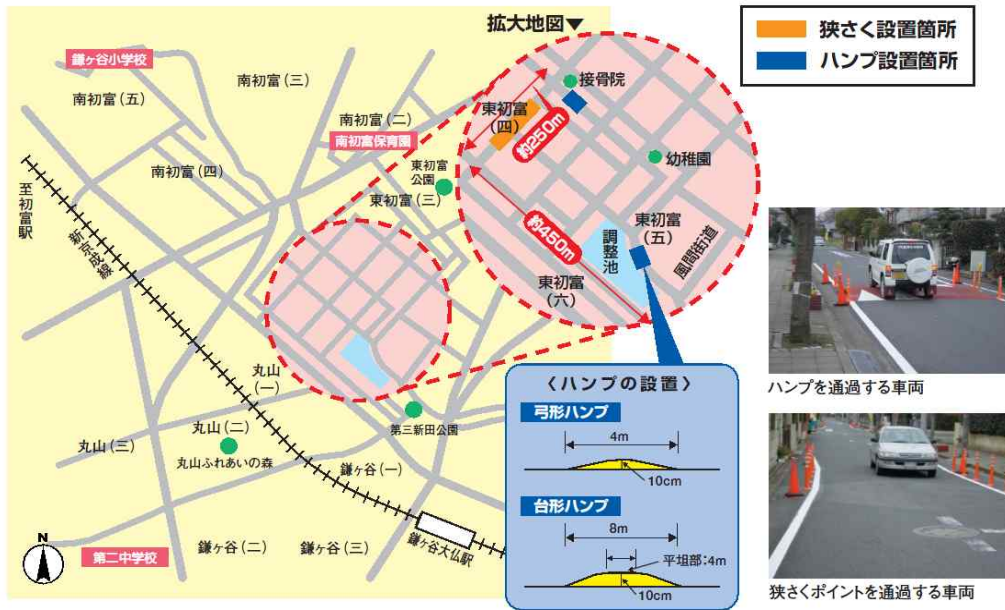 拡大地図▼
狭さく設置箇所
ハンプ設置箇所
鎌ヶ谷小学校
南初富(三)
南初富(五)
南初富(二)
南初富保育園
南初富(四)
東初富
公園
東初富(三)
至初富駅
新京成線
接骨院
東初富
(四)
約250m
幼稚園
約450m
調整池
東初富
(五)
風間街道
東初富
(六)
丸山
(一)
丸山(二)
丸山(三)
丸山ふれあいの森
第三新田公園
鎌ヶ谷(一)
鎌ヶ谷(二)
鎌ヶ谷(三)
鎌ヶ谷大仏駅
第二中学校
N
〈ハンプの設置〉
弓形ハンプ
4m
10cm
台形ハンプ
8m
平坦部:4m
10cm
ハンプを通過する車両
狭さくポイントを通過する車両